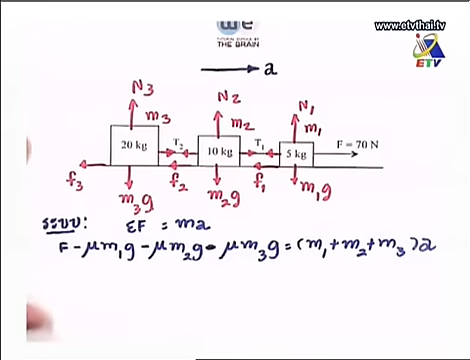 www.etvthai.tv
we
THE BRAIN
ETV
a
N₃
N₂
N₁
m₃
m₂
m₁
20 kg
T₂
10 kg
T₁
5 kg
F = 70 N
f₃
f₂
f₁
m₃g
m₂g
m₁g
ระบบ: ΣF = ma
F - μm₁g - μm₂g - μm₃g = (m₁ + m₂ + m₃)a